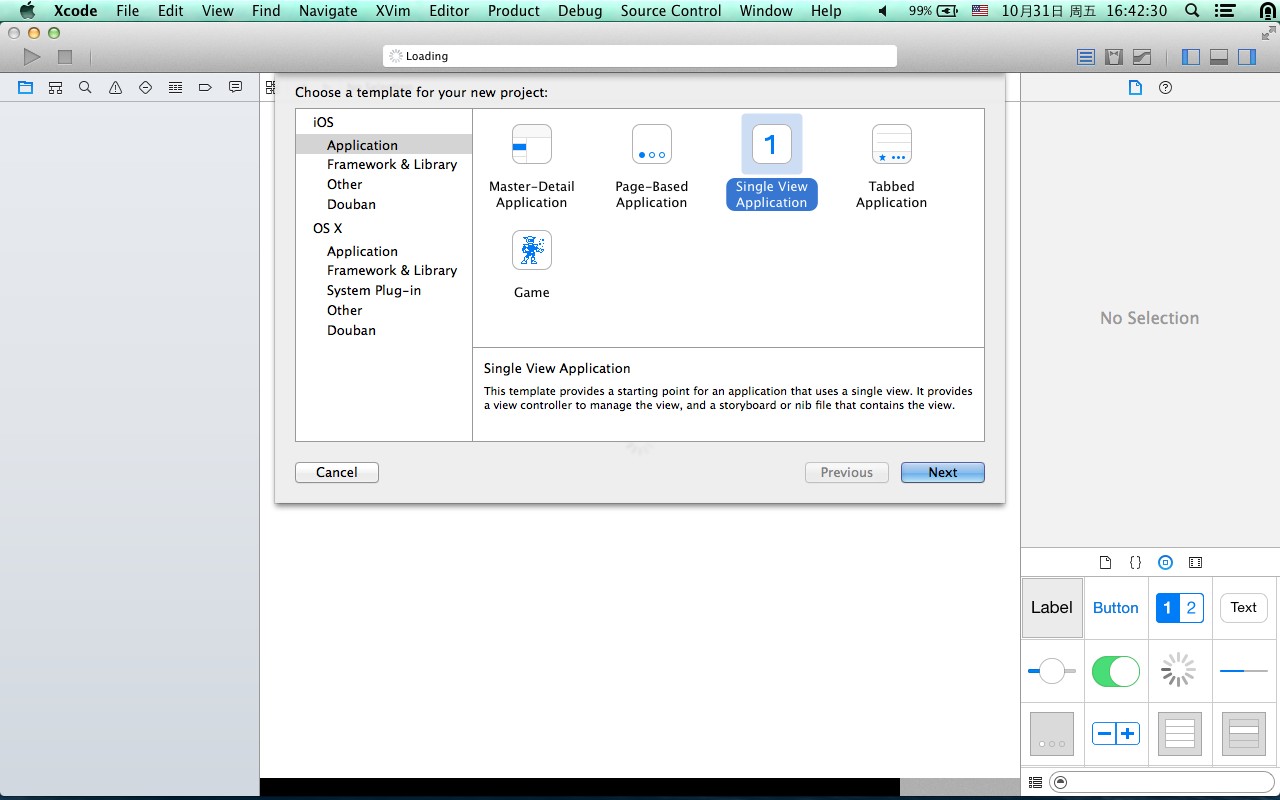 Xcode File Edit View Find Navigate XVim Editor Product Debug Source Control Window Help 99% 10月31日 周五 16:42:30
Loading
Choose a template for your new project:
iOS
Application
Framework & Library
Other
Douban
OS X
Application
Framework & Library
System Plug-in
Other
Douban
Master-Detail
Application
Page-Based
Application
1
Single View
Application
Tabbed
Application
Game
Single View Application
This template provides a starting point for an application that uses a single view. It provides
a view controller to manage the view, and a storyboard or nib file that contains the view.
Cancel
Previous
Next
No Selection
{}
Label
Button
1 2
Text